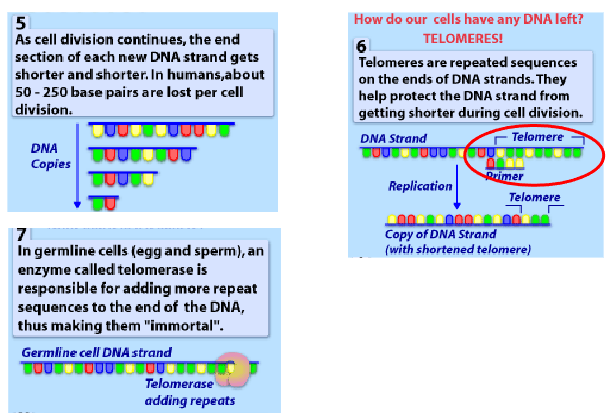 5
As cell division continues, the end
section of each new DNA strand gets
shorter and shorter. In humans,about
50 - 250 base pairs are lost per cell
division.
DNA
Copies
How do our cells have any DNA left?
TELOMERES!
6
Telomeres are repeated sequences
on the ends of DNA strands. They
help protect the DNA strand from
getting shorter during cell division.
DNA Strand
Telomere
Primer
Replication
Telomere
Copy of DNA Strand
(with shortened telomere)
7
In germline cells (egg and sperm), an
enzyme called telomerase is
responsible for adding more repeat
sequences to the end of the DNA,
thus making them "immortal".
Germline cell DNA strand
Telomerase
adding repeats